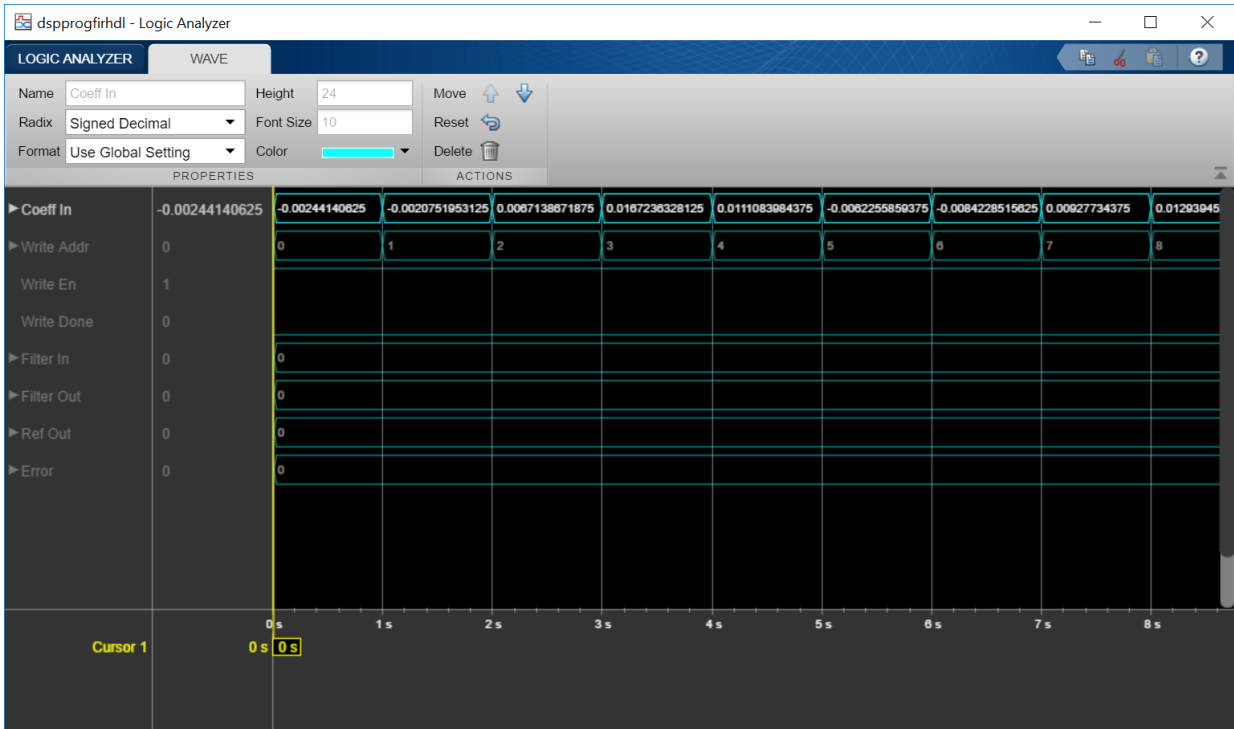 dspprogfirhdl - Logic Analyzer
LOGIC ANALYZER WAVE
Name Coeff In Height 24 Move
Radix Signed Decimal Font Size 10 Reset
Format Use Global Setting Color Delete
PROPERTIES ACTIONS
Coeff In -0.00244140625 -0.00244140625 -0.0020751953125 0.0067138671875 0.0167236328125 0.0111083984375 -0.0062255859375 -0.0084228515625 0.00927734375 0.01293945
Write Addr 0 0 1 2 3 4 5 6 7 8
Write En 1
Write Done 0
Filter In 0 0
Filter Out 0 0
Ref Out 0 0
Error 0 0
0 s 1 s 2 s 3 s 4 s 5 s 6 s 7 s 8 s
Cursor 1 0 s 0 s